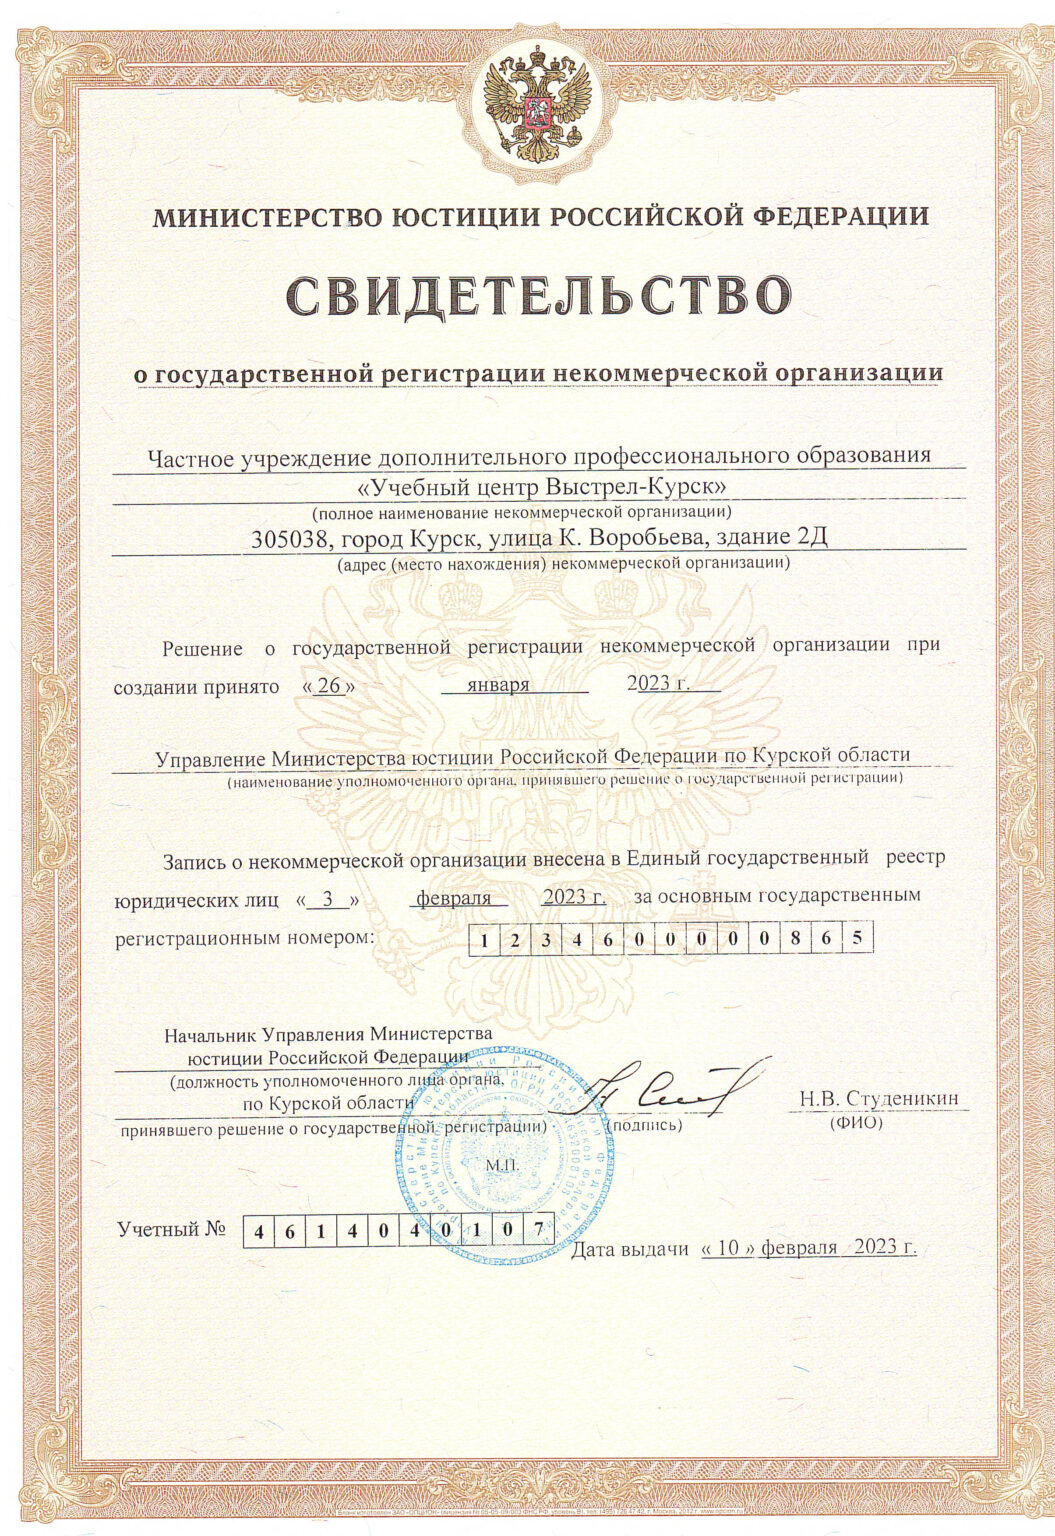 МИНИСТЕРСТВО ЮСТИЦИИ РОССИЙСКОЙ ФЕДЕРАЦИИ
СВИДЕТЕЛЬСТВО
о государственной регистрации некоммерческой организации
Частное учреждение дополнительного профессионального образования
«Учебный центр Выстрел-Курск»
(полное наименование некоммерческой организации)
305038, город Курск, улица К. Воробьева, здание 2Д
(адрес (место нахождения) некоммерческой организации)
Решение о государственной регистрации некоммерческой организации при
создании принято « 26 » января 2023 г.
Управление Министерства юстиции Российской Федерации по Курской области
(наименование уполномоченного органа, принявшего решение о государственной регистрации)
Запись о некоммерческой организации внесена в Единый государственный реестр
юридических лиц « 3 » февраля 2023 г. за основным государственным
регистрационным номером: 1 2 3 4 6 0 0 0 0 0 8 6 5
Начальник Управления Министерства
юстиции Российской Федерации
(должность уполномоченного лица органа,
по Курской области Н.В. Студеникин
принявшего решение о государственной регистрации) (подпись) (ФИО)
М.П.
Учетный № 4 6 1 4 0 4 0 1 0 7
Дата выдачи « 10 » февраля 2023 г.